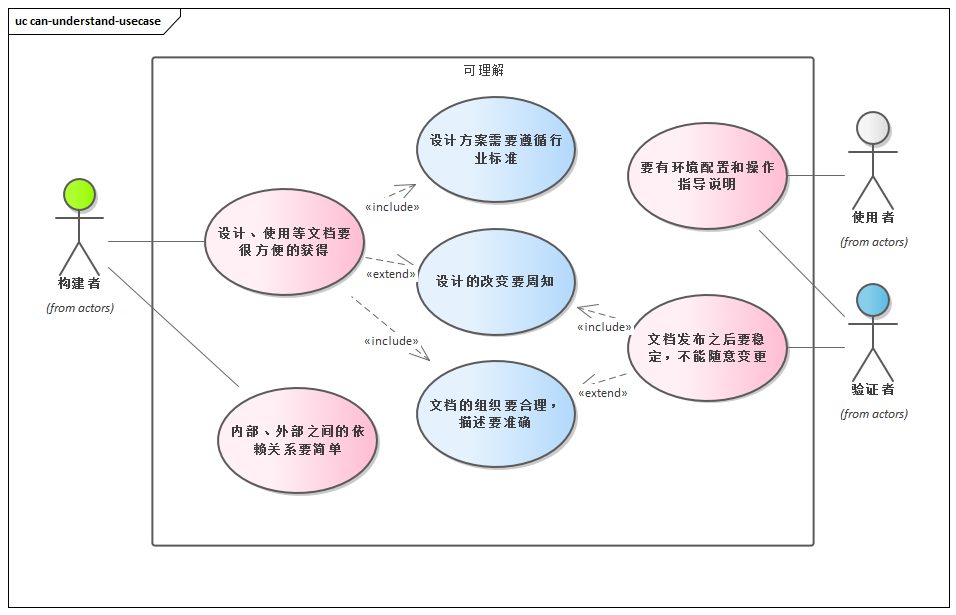 uc can-understand-usecase
可理解
设计方案需要遵循行
业标准
要有环境配置和操作
指导说明
使用者
(from actors)
«include»
设计、使用等文档要
很方便的获得
构建者
(from actors)
«extend»
设计的改变要周知
«include»
«include»
文档发布之后要稳
定，不能随意变更
验证者
(from actors)
«extend»
文档的组织要合理，
描述要准确
内部、外部之间的依
赖关系要简单